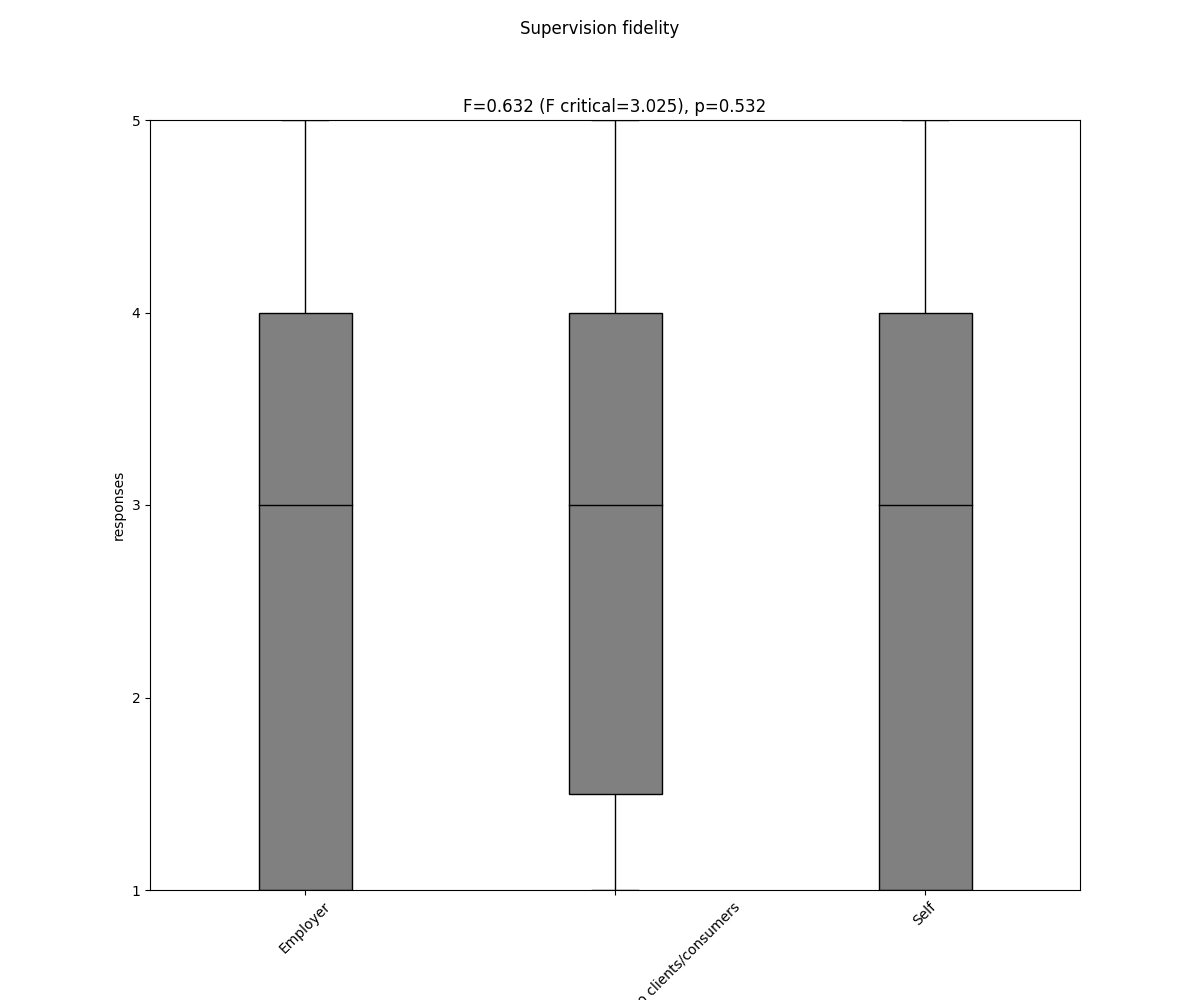 Supervision fidelity
F=0.632 (F critical=3.025), p=0.532
5
4
3
2
1
responses
Employer
clients/consumers
Self